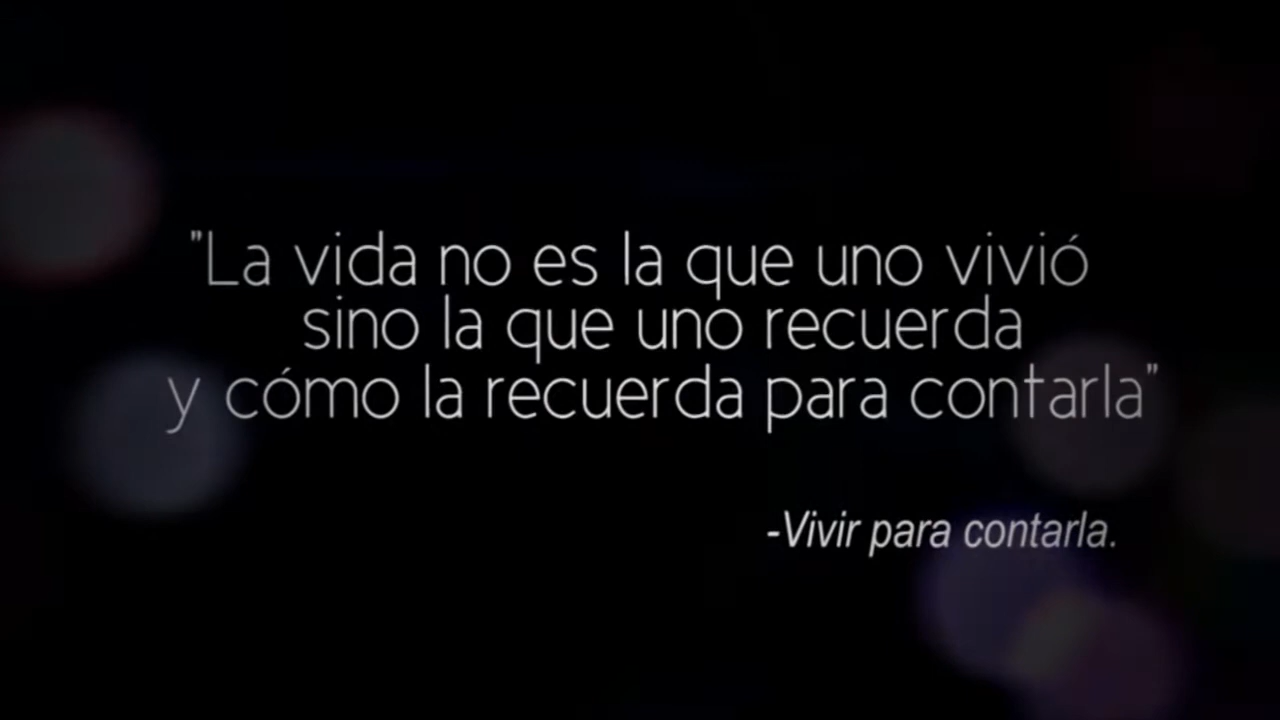 "La vida no es la que uno vivió
sino la que uno recuerda
y cómo la recuerda para contarla"
-Vivir para contarla.